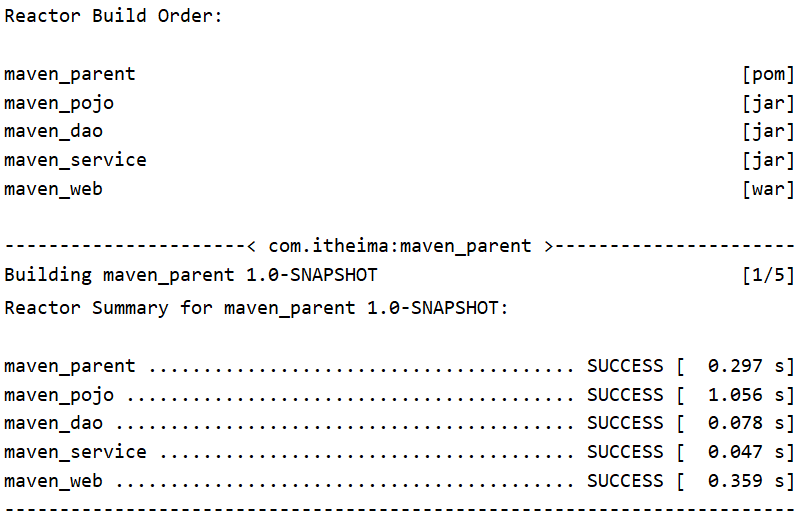 Reactor Build Order:
maven_parent [pom]
maven_pojo [jar]
maven_dao [jar]
maven_service [jar]
maven_web [war]
----------------------< com.itheima:maven_parent >----------------------
Building maven_parent 1.0-SNAPSHOT [1/5]
Reactor Summary for maven_parent 1.0-SNAPSHOT:
maven_parent ....................................... SUCCESS [  0.297 s]
maven_pojo ......................................... SUCCESS [  1.056 s]
maven_dao .......................................... SUCCESS [  0.078 s]
maven_service ...................................... SUCCESS [  0.047 s]
maven_web .......................................... SUCCESS [  0.359 s]
------------------------------------------------------------------------